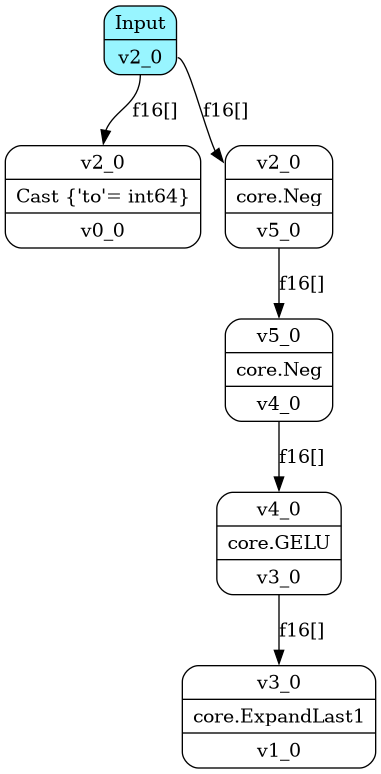 Input
v2_0
f16[]
f16[]
v2_0
Cast {'to'= int64}
v0_0
v2_0
core.Neg
v5_0
f16[]
v5_0
core.Neg
v4_0
f16[]
v4_0
core.GELU
v3_0
f16[]
v3_0
core.ExpandLast1
v1_0